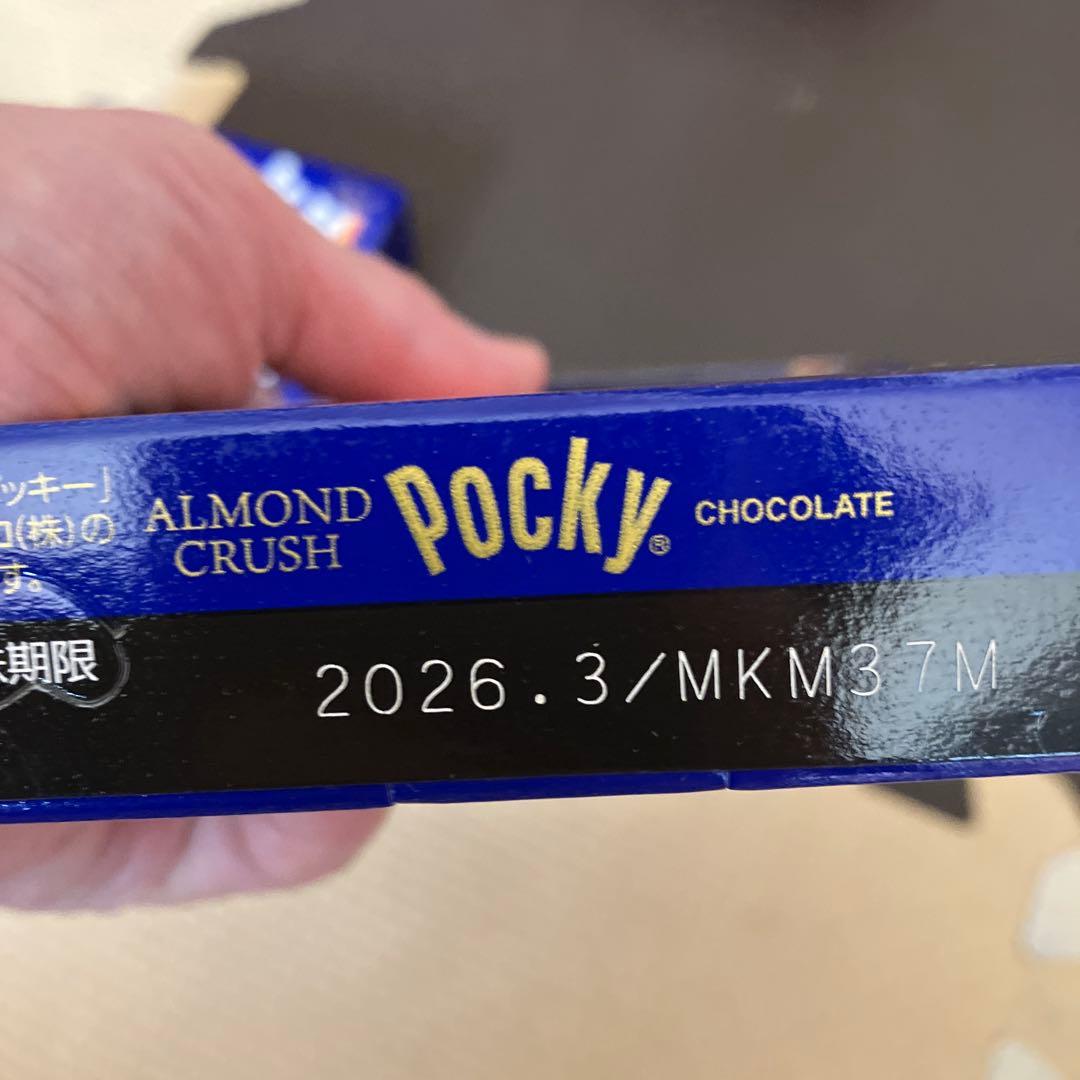 ッキー」
(株)の
す。
ALMOND
CRUSH
Pocky®
CHOCOLATE
期限
2026.3/MKM37M